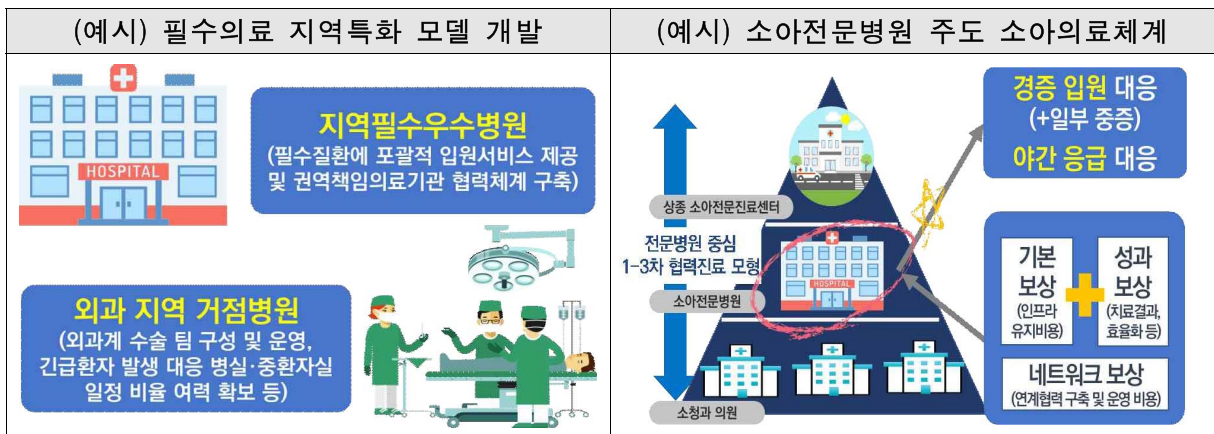 (예시) 필수의료 지역특화 모델 개발
HOSPITAL
지역필수우수병원
(필수질환에 포괄적 입원서비스 제공
및 권역책임의료기관 협력체계 구축)
외과 지역 거점병원
(외과계 수술 팀 구성 및 운영,
긴급환자 발생 대응 병실·중환자실
일정 비율 여력 확보 등)
(예시) 소아전문병원 주도 소아의료체계
경증 입원 대응
(+일부 중증)
야간 응급 대응
상종 소아전문진료센터
전문병원 중심
1-3차 협력진료 모형
HOSPITAL
소아전문병원
소청과 의원
기본
보상
(인프라
유지비용)
성과
보상
(치료결과,
효율화 등)
네트워크 보상
(연계협력 구축 및 운영 비용)